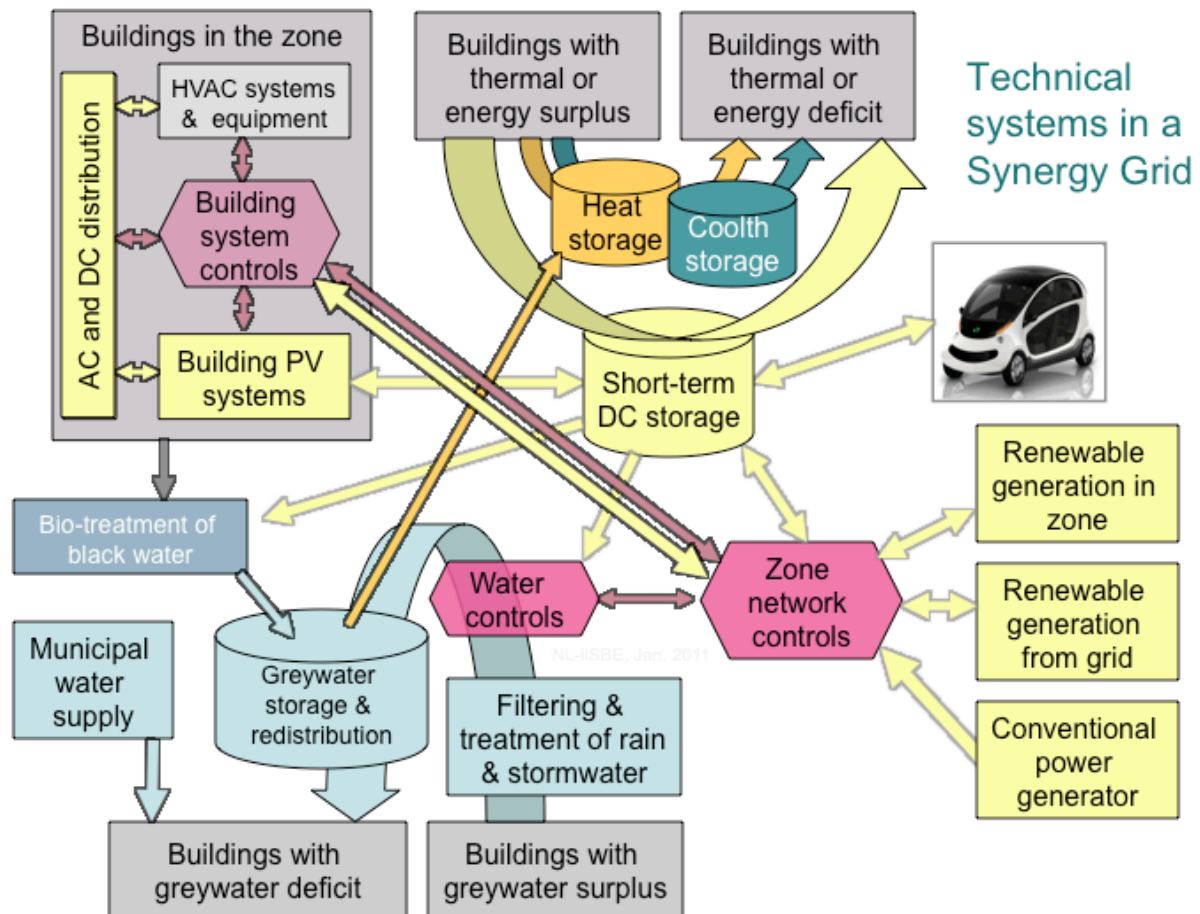 Buildings in the zone
AC and DC distribution
HVAC systems
& equipment
Building
system
controls
Building PV
systems
Buildings with
thermal or
energy surplus
Buildings with
thermal or
energy deficit
Technical
systems in a
Synergy Grid
Heat
storage
Coolth
storage
Short-term
DC storage
Bio-treatment of
black water
Municipal
water
supply
Greywater
storage &
redistribution
Water
controls
Zone
network
controls
Renewable
generation in
zone
Renewable
generation
from grid
Conventional
power
generator
NL-iiSBE, Jan. 2011
Filtering &
treatment of rain
& stormwater
Buildings with
greywater deficit
Buildings with
greywater surplus